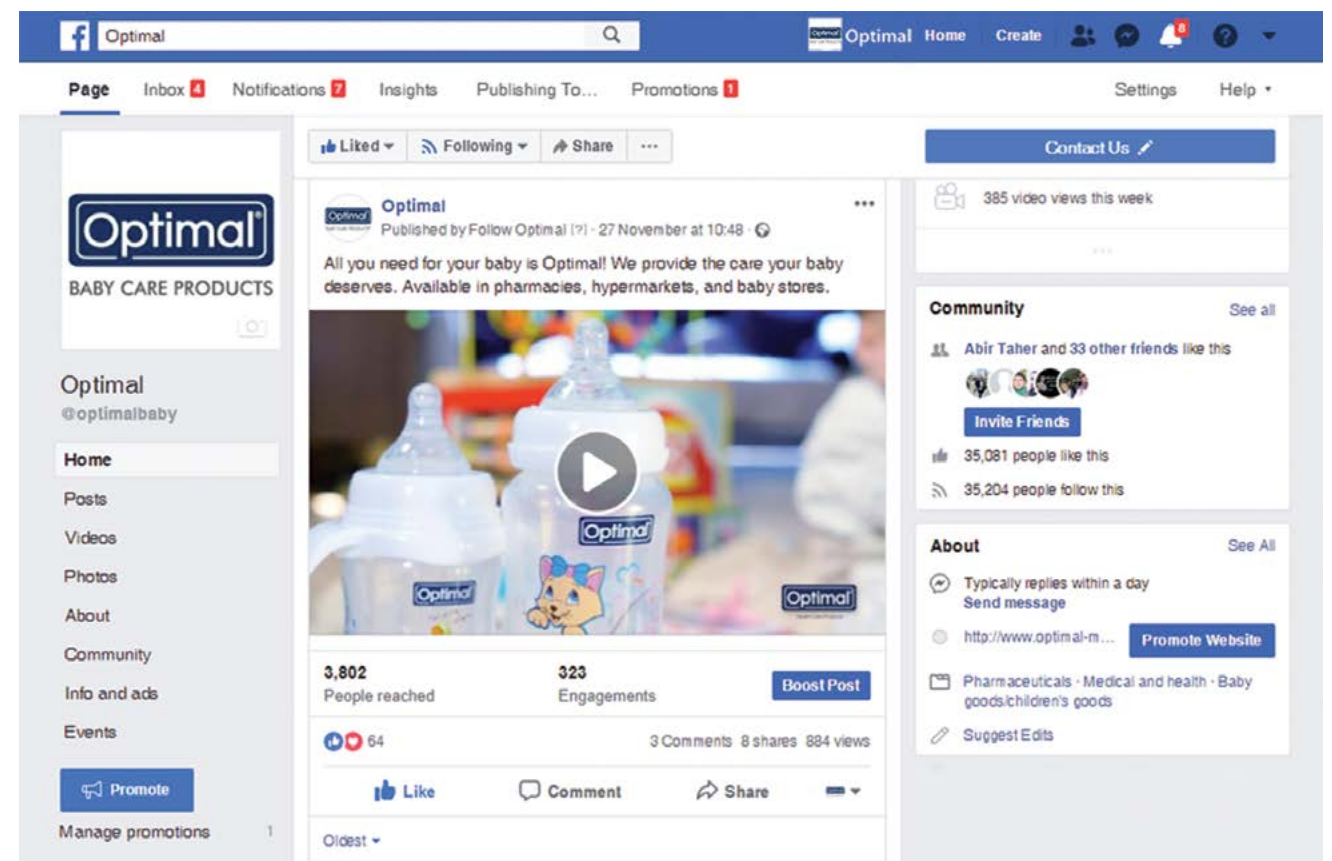 Optimal
Optimal Home Create 8
Page Inbox 4 Notifications 7 Insights Publishing To... Promotions 1 Settings Help
Optimal®
BABY CARE PRODUCTS
Optimal
@optimalbaby
Home
Posts
Videos
Photos
About
Community
Info and ads
Events
Promote
Manage promotions 1
Liked Following Share ...
Contact Us
Optimal
Optimal
Published by Follow Optimal [?] · 27 November at 10:48 ·
All you need for your baby is Optimal! We provide the care your baby
deserves. Available in pharmacies, hypermarkets, and baby stores.
Optimal
Optimal
Optimal
3,802
People reached
323
Engagements
Boost Post
64 3 Comments 8 shares 884 views
Like Comment Share
Oldest
385 video views this week
...
Community See all
Abir Taher and 33 other friends like this
Invite Friends
35,081 people like this
35,204 people follow this
About See All
Typically replies within a day
Send message
http://www.optimal-m... Promote Website
Pharmaceuticals · Medical and health · Baby
goods/children's goods
Suggest Edits